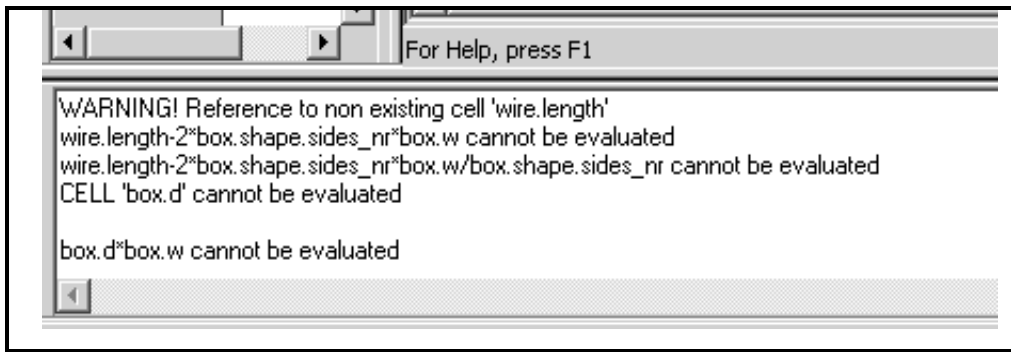 For Help, press F1
WARNING! Reference to non existing cell 'wire.length'
wire.length-2*box.shape.sides_nr*box.w cannot be evaluated
wire.length-2*box.shape.sides_nr*box.w/box.shape.sides_nr cannot be evaluated
CELL 'box.d' cannot be evaluated
box.d*box.w cannot be evaluated